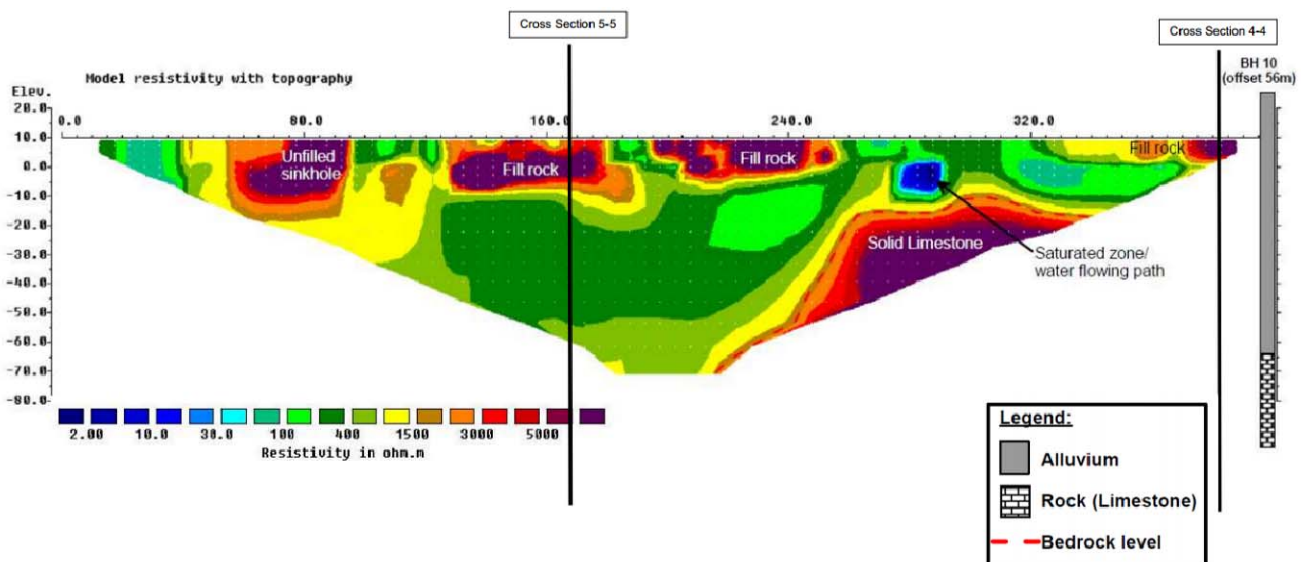 Cross Section 5-5
Cross Section 4-4
BH 10
(offset 56m)
Model resistivity with topography
Elev.
20.0
10.0
0.0
-10.0
-20.0
-30.0
-40.0
-50.0
-60.0
-70.0
-80.0
0.0 80.0 160.0 240.0 320.0
Unfilled
sinkhole
Fill rock
Fill rock
Fill rock
Solid Limestone
Saturated zone/
water flowing path
2.00 10.0 30.0 100 400 1500 3000 5000
Resistivity in ohm.m
Legend:
Alluvium
Rock (Limestone)
Bedrock level